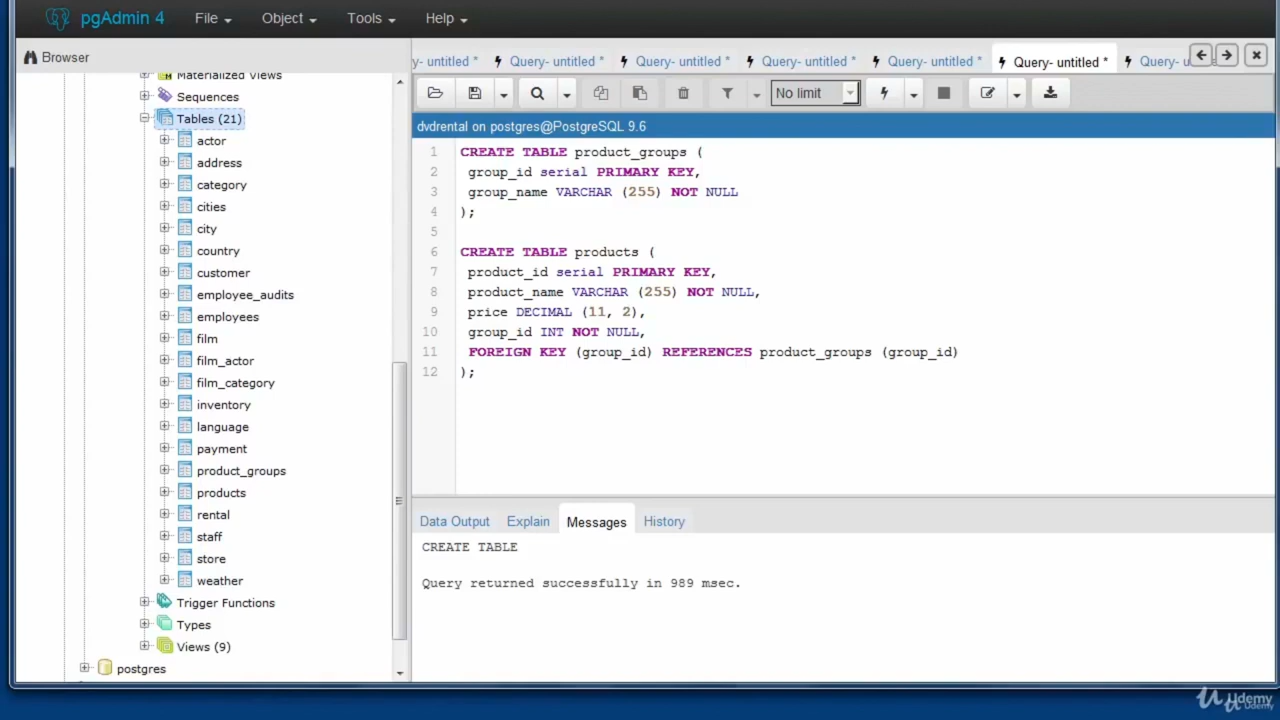 pgAdmin 4 File Object Tools Help
Browser
y- untitled * Query- untitled * Query- untitled * Query- untitled * Query- untitled * Query- untitled * Query- u
No limit
dvdrental on postgres@PostgreSQL 9.6
Materialized Views
Sequences
Tables (21)
actor
address
category
cities
city
country
customer
employee_audits
employees
film
film_actor
film_category
inventory
language
payment
product_groups
products
rental
staff
store
weather
Trigger Functions
Types
Views (9)
postgres
1 CREATE TABLE product_groups (
2 group_id serial PRIMARY KEY,
3 group_name VARCHAR (255) NOT NULL
4 );
5
6 CREATE TABLE products (
7 product_id serial PRIMARY KEY,
8 product_name VARCHAR (255) NOT NULL,
9 price DECIMAL (11, 2),
10 group_id INT NOT NULL,
11 FOREIGN KEY (group_id) REFERENCES product_groups (group_id)
12 );
Data Output Explain Messages History
CREATE TABLE
Query returned successfully in 989 msec.
Udemy
Udemy